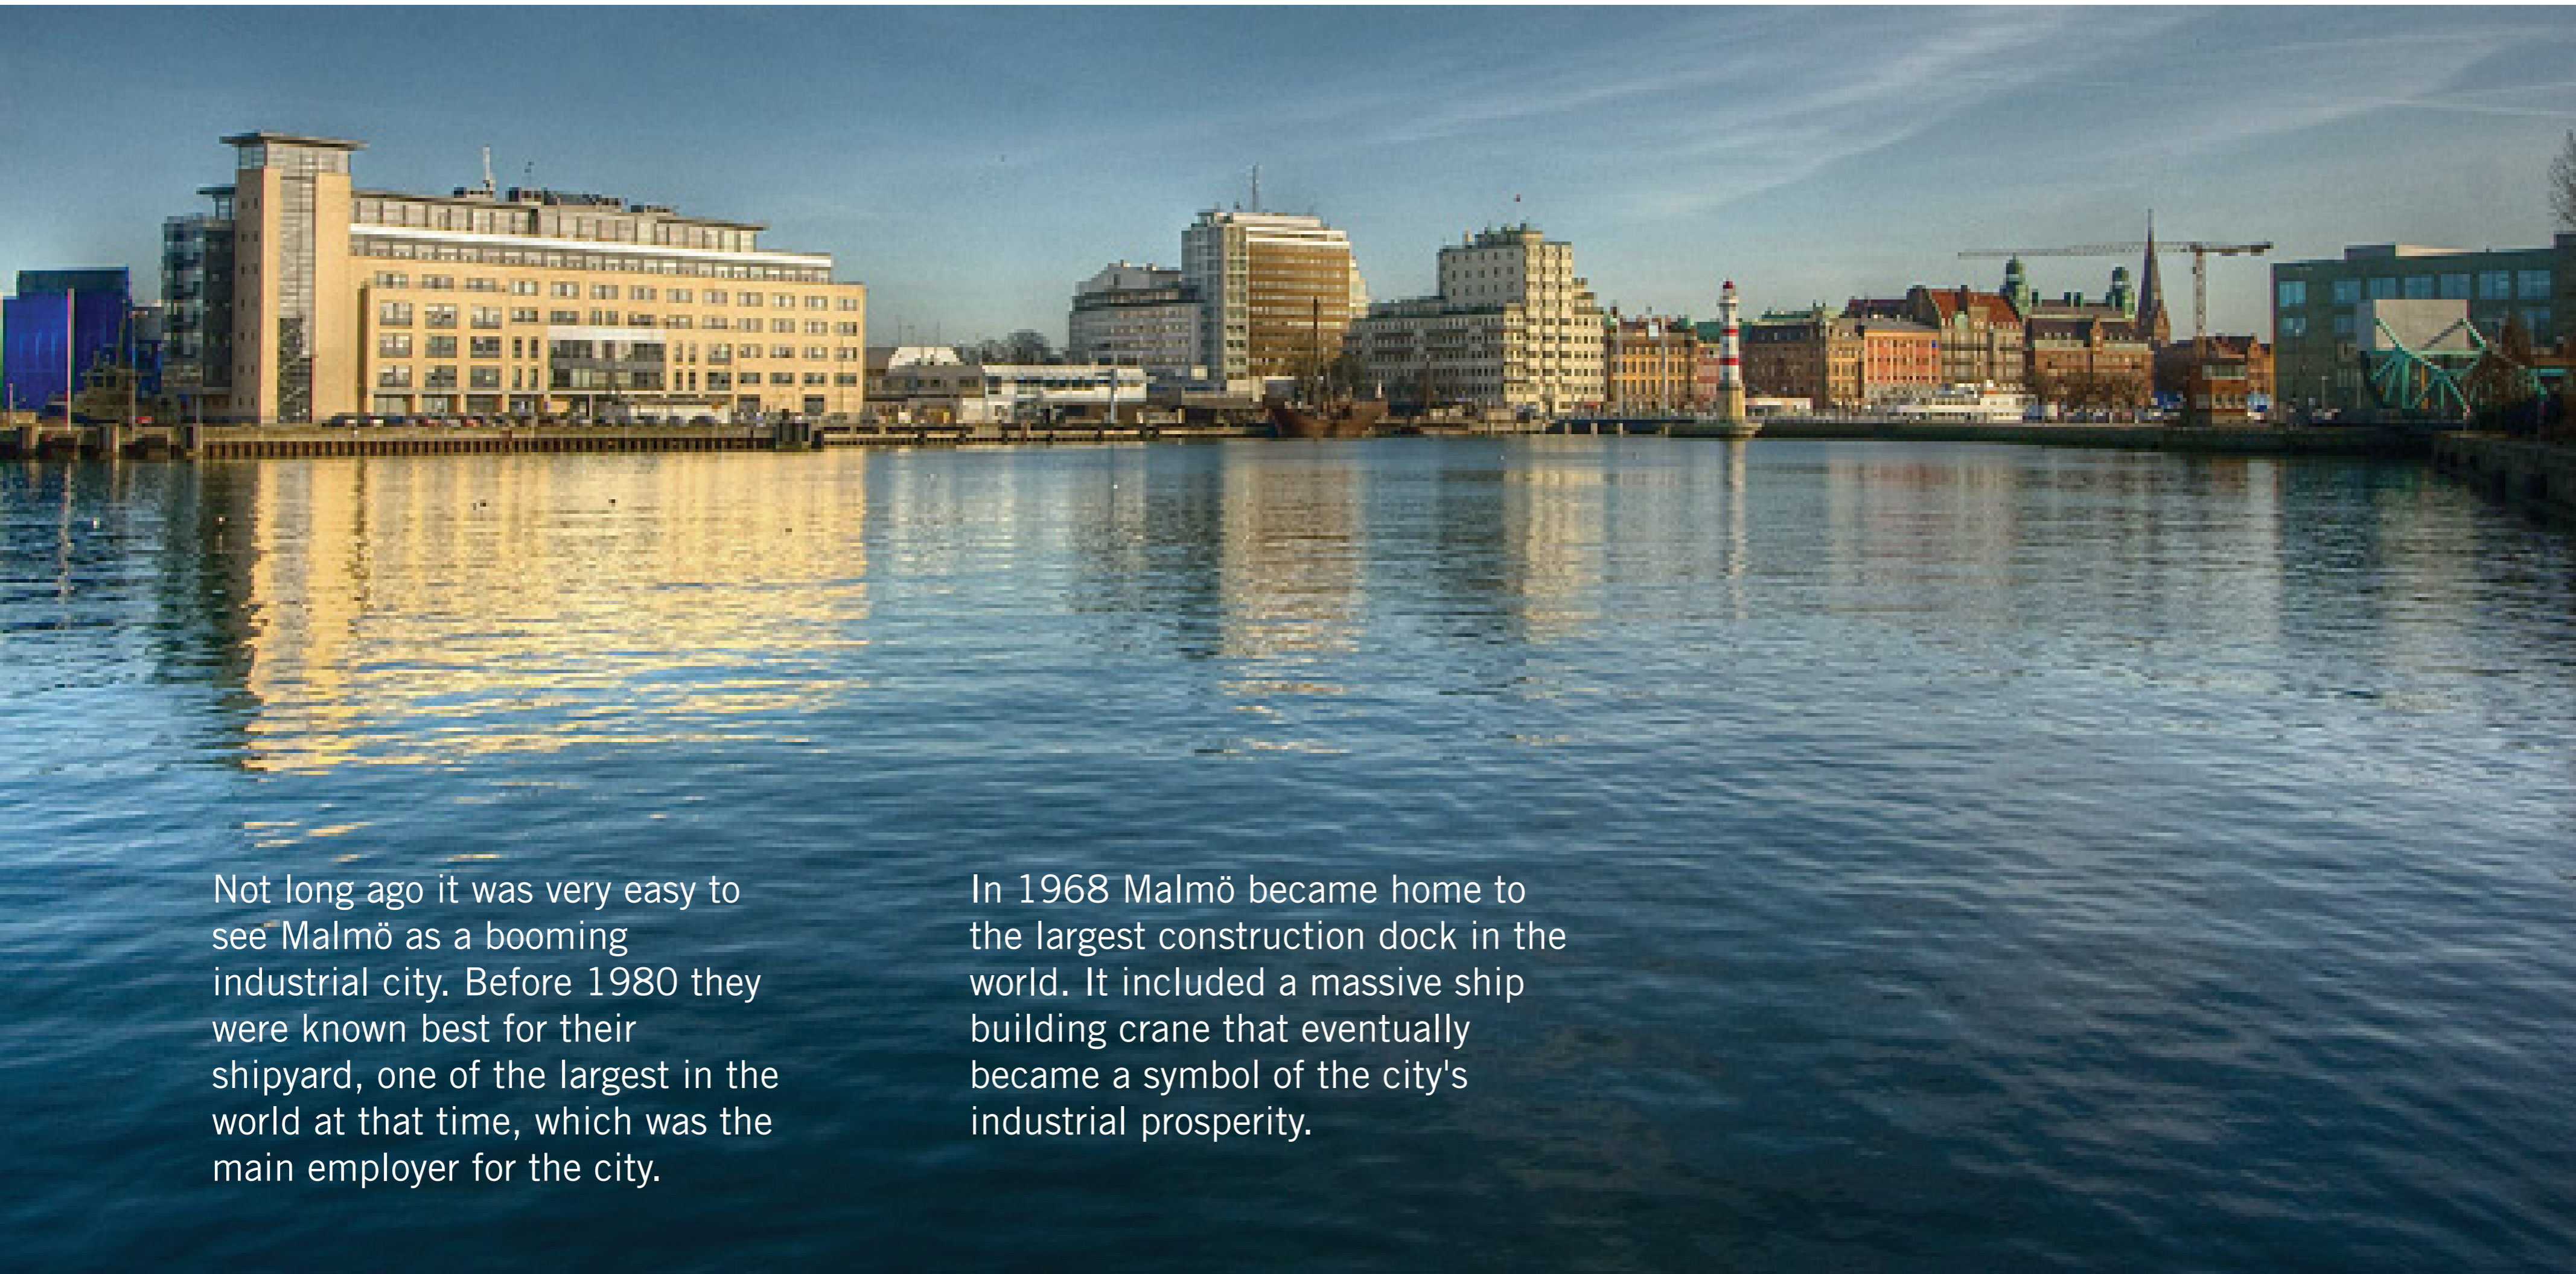 Not long ago it was very easy to
see Malmö as a booming
industrial city. Before 1980 they
were known best for their
shipyard, one of the largest in the
world at that time, which was the
main employer for the city.
In 1968 Malmö became home to
the largest construction dock in the
world. It included a massive ship
building crane that eventually
became a symbol of the city's
industrial prosperity.